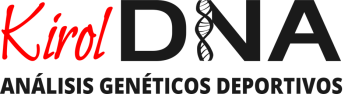 Kirol DNA
ANÁLISIS GENÉTICOS DEPORTIVOS